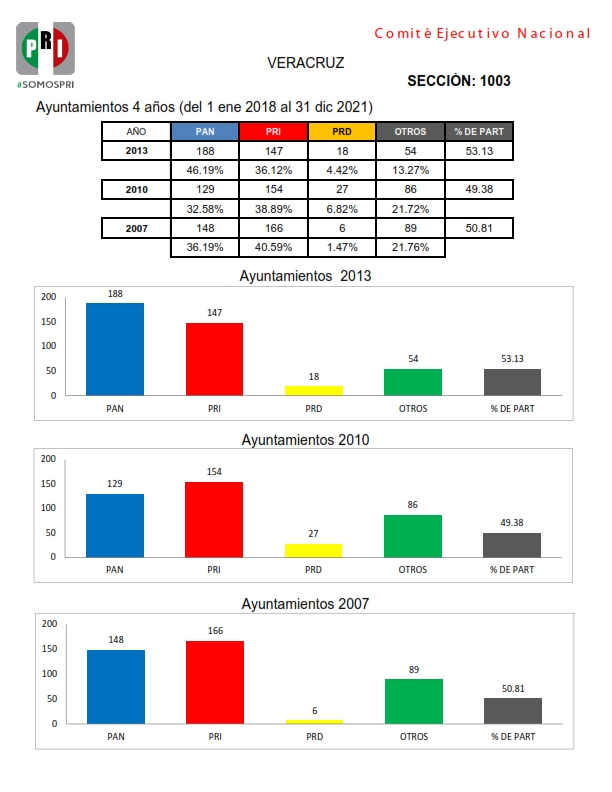 Comité Ejecutivo Nacional
PRI
#SOMOSPRI
VERACRUZ
SECCIÓN: 1003
Ayuntamientos 4 años (del 1 ene 2018 al 31 dic 2021)
AÑO PAN PRI PRD OTROS % DE PART
2013 188 147 18 54 53.13
46.19% 36.12% 4.42% 13.27%
2010 129 154 27 86 49.38
32.58% 38.89% 6.82% 21.72%
2007 148 166 6 89 50.81
36.19% 40.59% 1.47% 21.76%
Ayuntamientos 2013
200
150
100
50
0
188
147
18
54
53.13
PAN PRI PRD OTROS % DE PART
Ayuntamientos 2010
200
150
100
50
0
129
154
27
86
49.38
PAN PRI PRD OTROS % DE PART
Ayuntamientos 2007
200
150
100
50
0
148
166
6
89
50.81
PAN PRI PRD OTROS % DE PART